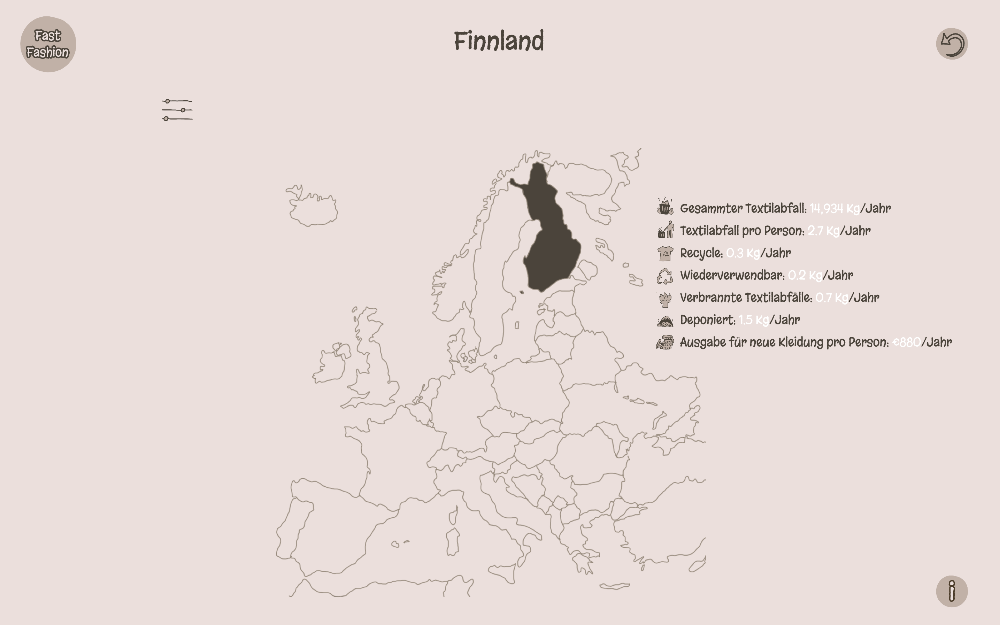 Fast
Fashion
Finnland
Gesammter Textilabfall: 14,934 Kg/Jahr
Textilabfall pro Person: 2.7 Kg/Jahr
Recycle: 0.3 Kg/Jahr
Wiederverwendbar: 0.2 Kg/Jahr
Verbrannte Textilabfälle: 0.7 Kg/Jahr
Deponiert: 1.5 Kg/Jahr
Ausgabe für neue Kleidung pro Person: €880/Jahr
i